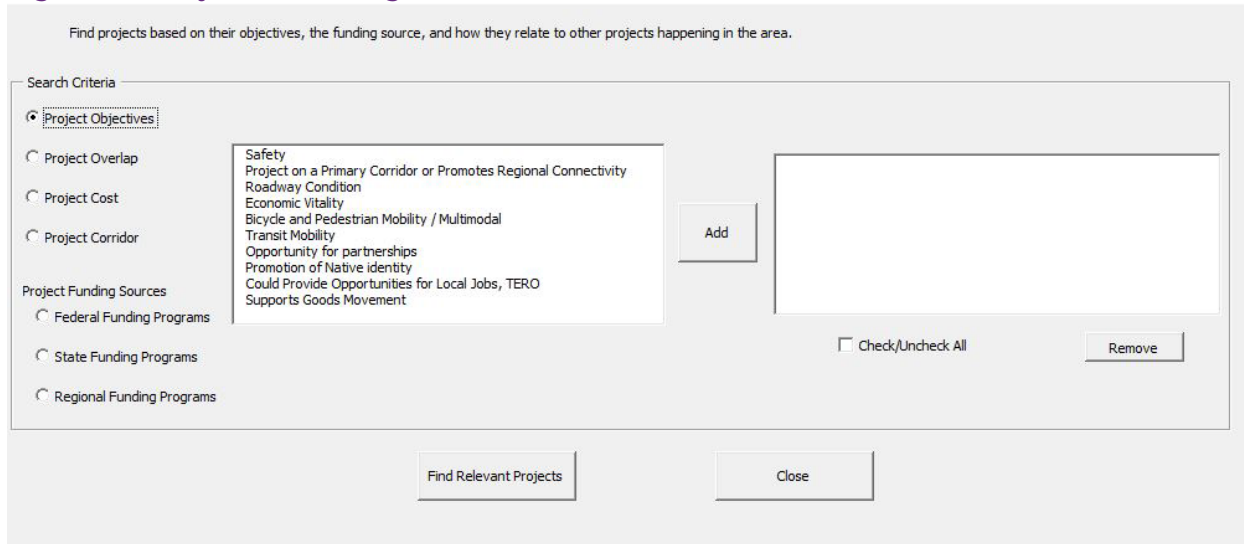 Find projects based on their objectives, the funding source, and how they relate to other projects happening in the area.
Search Criteria
Project Objectives
Project Overlap
Project Cost
Project Corridor
Project Funding Sources
Federal Funding Programs
State Funding Programs
Regional Funding Programs
Safety
Project on a Primary Corridor or Promotes Regional Connectivity
Roadway Condition
Economic Vitality
Bicycle and Pedestrian Mobility / Multimodal
Transit Mobility
Opportunity for partnerships
Promotion of Native identity
Could Provide Opportunities for Local Jobs, TERO
Supports Goods Movement
Add
Check/Uncheck All
Remove
Find Relevant Projects
Close